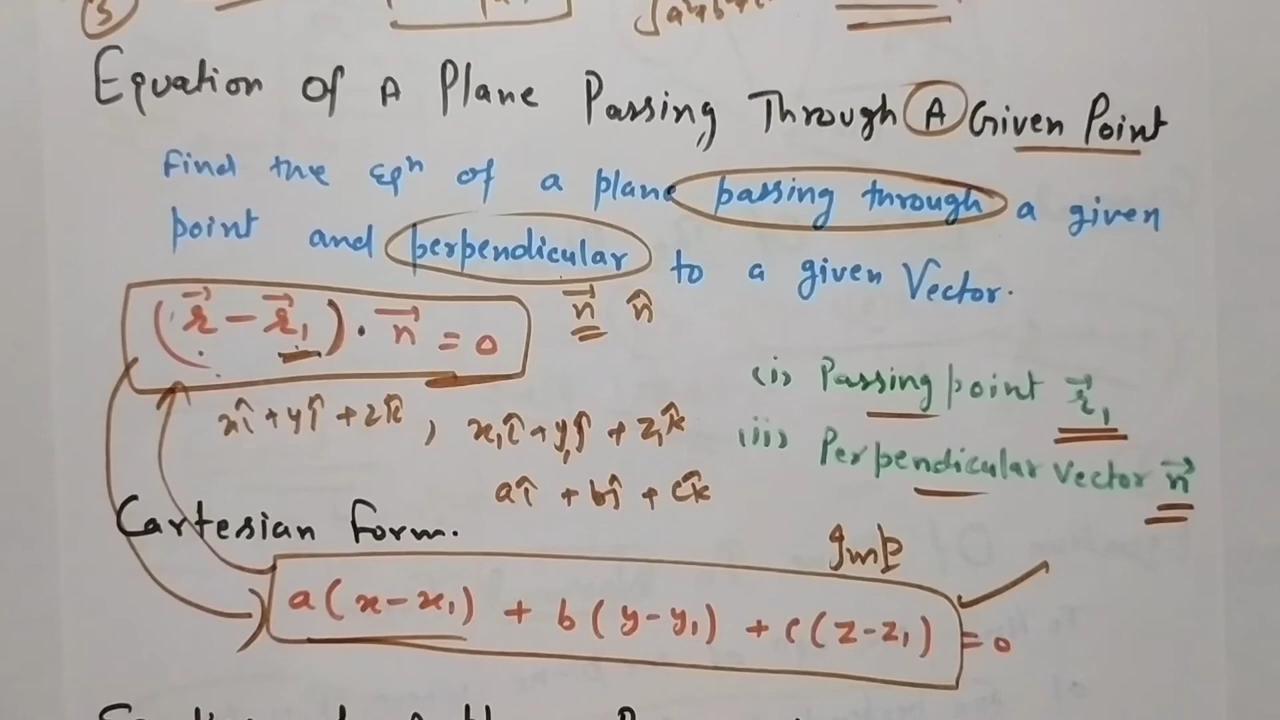 Equation Of A Plane Passing Through A Given Point
Find the eqⁿ of a plane passing through a given
point and perpendicular to a given Vector.
(r⃗ − r⃗₁) · n⃗ = 0
n⃗ n̂
(i) Passing point r⃗₁
xî + yĵ + zk̂ , x₁î + y₁ĵ + z₁k̂
(ii) Perpendicular vector n⃗
aî + bĵ + ck̂
Cartesian form.
Imp
a(x−x₁) + b(y−y₁) + c(z−z₁) = 0